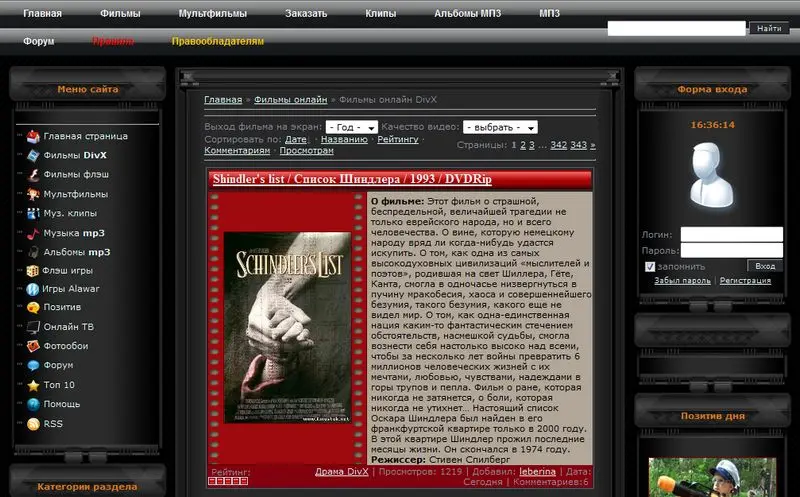 Главная Фильмы Мультфильмы Заказать Клипы Альбомы МП3 МП3
Найти
Форум Правила Правообладателям
Меню сайта
Главная страница
Фильмы DivX
Фильмы флэш
Мультфильмы
Муз. клипы
Музыка mp3
Альбомы mp3
Флэш игры
Игры Alawar
Позитив
Онлайн ТВ
Фотообои
Форум
Топ 10
Помощь
RSS
Категории раздела
Главная » Фильмы онлайн » Фильмы онлайн DivX
Выход фильма на экран: - Год - Качество видео: - выбрать -
Сортировать по: Дате↓ · Названию · Рейтингу ·
Комментариям · Просмотрам
Страницы: 1 2 3 ... 342 343 »
Shindler's list / Список Шиндлера / 1993 / DVDRip
SCHINDLER'S LIST
О фильме: Этот фильм о страшной,
беспредельной, величайшей трагедии не
только еврейского народа, но и всего
человечества. О вине, которую немецкому
народу вряд ли когда-нибудь удастся
искупить. О том, как одна из самых
высокодуховных цивилизаций «мыслителей и
поэтов», родившая на свет Шиллера, Гёте,
Канта, смогла в одночасье низвергнуться в
пучину мракобесия, хаоса и совершеннейшего
безумия, такого безумия, какого еще не
видел мир. О том, как одна-единственная
нация каким-то фантастическим стечением
обстоятельств, насмешкой судьбы, смогла
вознести себя настолько высоко над всеми,
чтобы за несколько лет войны превратить 6
миллионов человеческих жизней с их
мечтами, любовью, чувствами, надеждами в
горы трупов и пепла. Фильм о ране, которая
никогда не затянется, о боли, которая
никогда не утихнет... Настоящий список
Оскара Шиндлера был найден в его
франкфуртской квартире только в 2000 году.
В этой квартире Шиндлер прожил последние
месяцы жизни. Он скончался в 1974 году.
Режиссер: Стивен Спилберг
Рейтинг:
Драма DivX | Просмотров: 1219 | Добавил: leberina | Дата:
Сегодня | Комментариев:6
Форма входа
16:36:14
Логин:
Пароль:
запомнить Вход
Забыл пароль | Регистрация
Позитив дня